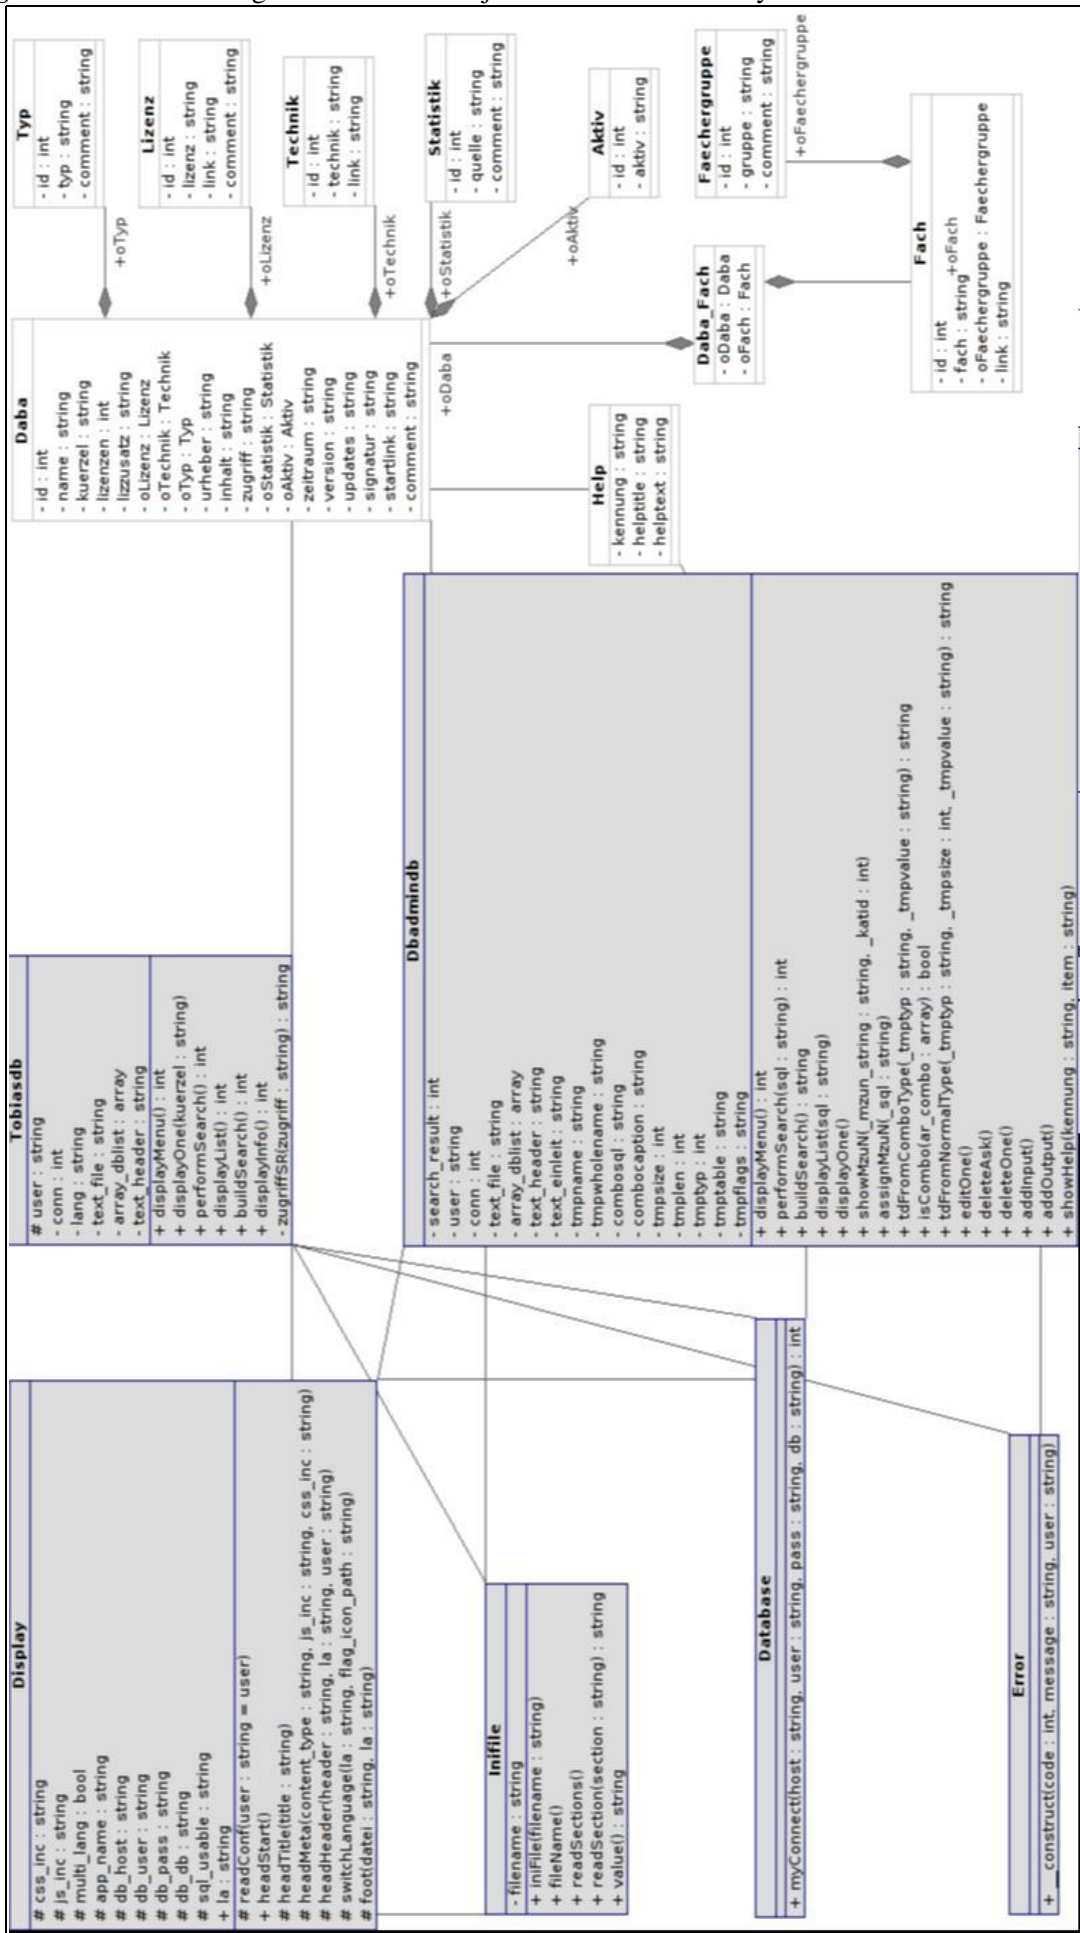 Display
# css_inc : string
# js_inc : string
# multi_lang : bool
# app_name : string
# db_host : string
# db_user : string
# db_pass : string
# db_db : string
# sql_usable : string
+ la : string
# readConf(user : string = user)
+ headStart()
# headTitle(title : string)
# headMeta(content_type : string, js_inc : string, css_inc : string)
# headHeader(header : string, la : string, user : string)
# switchLanguage(la : string, flag_icon_path : string)
# foot(datei : string, la : string)
Inifile
- filename : string
+ iniFile(filename : string)
+ fileName()
+ readSections()
+ readSection(section : string) : string
+ value() : string
Database
+ myConnect(host : string, user : string, pass : string, db : string) : int
Error
+ __construct(code : int, message : string, user : string)
Tobiasdb
# user : string
- conn : int
- lang : string
- text_file : string
- array_dblist : array
- text_header : string
+ displayMenu() : int
+ displayOne(kuerzel : string)
+ performSearch() : int
+ displayList() : int
+ buildSearch() : int
+ displayInfo() : int
- zugriffSR(zugriff : string) : string
Dbadmindb
- search_result : int
- user : string
- conn : int
- text_file : string
- array_dblist : array
- text_header : string
- text_einleit : string
- tmpname : string
- tmpwholename : string
- combosql : string
- combocaption : string
- tmpsize : int
- tmplen : int
- tmptyp : int
- tmptable : string
- tmpflags : string
+ displayMenu() : int
+ performSearch(sql : string) : int
+ buildSearch() : string
+ displayList(sql : string)
+ displayOne()
+ showMzuN(_mzun_string : string, _katid : int)
+ assignMzuN(_sql : string)
+ tdFromComboType(_tmptyp : string, _tmpvalue : string) : string
+ isCombo(ar_combo : array) : bool
+ tdFromNormalType(_tmptyp : string, _tmpsize : int, _tmpvalue : string) : string
+ editOne()
+ deleteAsk()
+ deleteOne()
+ addInput()
+ addOutput()
+ showHelp(kennung : string, item : string)
Daba
- id : int
- name : string
- kuerzel : string
- lizenzen : int
- lizzusatz : string
- oLizenz : Lizenz
- oTechnik : Technik
- oTyp : Typ
- urheber : string
- inhalt : string
- zugriff : string
- oStatistik : Statistik
- oAktiv : Aktiv
- zeitraum : string
- version : string
- updates : string
- signatur : string
- startlink : string
- comment : string
+oDaba
Help
- kennung : string
- helptitle : string
- helptext : string
Typ
- id : int
- typ : string
- comment : string
+oTyp
Lizenz
- id : int
- lizenz : string
- link : string
- comment : string
+oLizenz
Technik
- id : int
- technik : string
- link : string
+oTechnik
Statistik
- id : int
- quelle : string
- comment : string
+oStatistik
Aktiv
- id : int
- aktiv : string
+oAktiv
Faechergruppe
- id : int
- gruppe : string
- comment : string
+oFaechergruppe
Daba_Fach
- oDaba : Daba
- oFach : Fach
+oFach
Fach
- id : int
- fach : string
- oFaechergruppe : Faechergruppe
- link : string